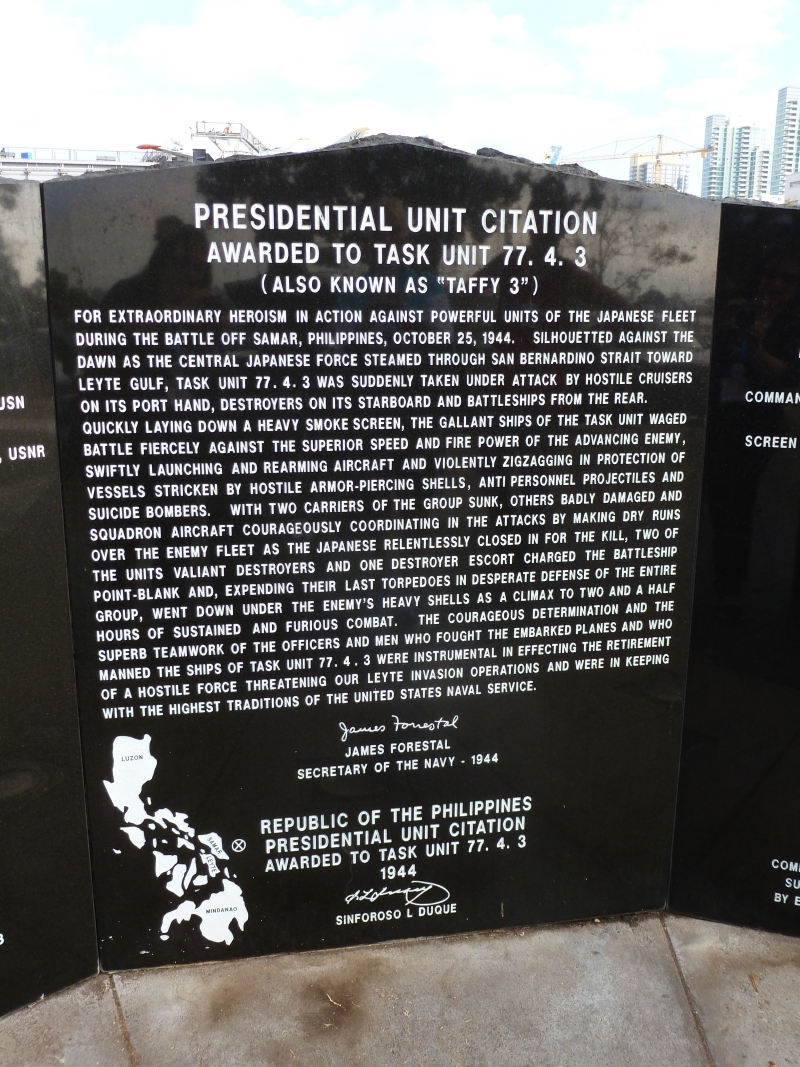 PRESIDENTIAL UNIT CITATION
AWARDED TO TASK UNIT 77. 4. 3
(ALSO KNOWN AS "TAFFY 3")
FOR EXTRAORDINARY HEROISM IN ACTION AGAINST POWERFUL UNITS OF THE JAPANESE FLEET
DURING THE BATTLE OFF SAMAR, PHILIPPINES, OCTOBER 25, 1944. SILHOUETTED AGAINST THE
DAWN AS THE CENTRAL JAPANESE FORCE STEAMED THROUGH SAN BERNARDINO STRAIT TOWARD
LEYTE GULF, TASK UNIT 77. 4. 3 WAS SUDDENLY TAKEN UNDER ATTACK BY HOSTILE CRUISERS
ON ITS PORT HAND, DESTROYERS ON ITS STARBOARD AND BATTLESHIPS FROM THE REAR.
QUICKLY LAYING DOWN A HEAVY SMOKE SCREEN, THE GALLANT SHIPS OF THE TASK UNIT WAGED
BATTLE FIERCELY AGAINST THE SUPERIOR SPEED AND FIRE POWER OF THE ADVANCING ENEMY,
SWIFTLY LAUNCHING AND REARMING AIRCRAFT AND VIOLENTLY ZIGZAGGING IN PROTECTION OF
VESSELS STRICKEN BY HOSTILE ARMOR-PIERCING SHELLS, ANTI PERSONNEL PROJECTILES AND
SUICIDE BOMBERS. WITH TWO CARRIERS OF THE GROUP SUNK, OTHERS BADLY DAMAGED AND
SQUADRON AIRCRAFT COURAGEOUSLY COORDINATING IN THE ATTACKS BY MAKING DRY RUNS
OVER THE ENEMY FLEET AS THE JAPANESE RELENTLESSLY CLOSED IN FOR THE KILL, TWO OF
THE UNITS VALIANT DESTROYERS AND ONE DESTROYER ESCORT CHARGED THE BATTLESHIP
POINT-BLANK AND, EXPENDING THEIR LAST TORPEDOES IN DESPERATE DEFENSE OF THE ENTIRE
GROUP, WENT DOWN UNDER THE ENEMY'S HEAVY SHELLS AS A CLIMAX TO TWO AND A HALF
HOURS OF SUSTAINED AND FURIOUS COMBAT. THE COURAGEOUS DETERMINATION AND THE
SUPERB TEAMWORK OF THE OFFICERS AND MEN WHO FOUGHT THE EMBARKED PLANES AND WHO
MANNED THE SHIPS OF TASK UNIT 77. 4. 3 WERE INSTRUMENTAL IN EFFECTING THE RETIREMENT
OF A HOSTILE FORCE THREATENING OUR LEYTE INVASION OPERATIONS AND WERE IN KEEPING
WITH THE HIGHEST TRADITIONS OF THE UNITED STATES NAVAL SERVICE.
James Forrestal
JAMES FORESTAL
SECRETARY OF THE NAVY - 1944
LUZON
SAMAR
LEYTE
MINDANAO
REPUBLIC OF THE PHILIPPINES
PRESIDENTIAL UNIT CITATION
AWARDED TO TASK UNIT 77. 4. 3
1944
SINFOROSO L DUQUE
USN
, USNR
3
COMMAN
SCREEN
COM
SU
BY E